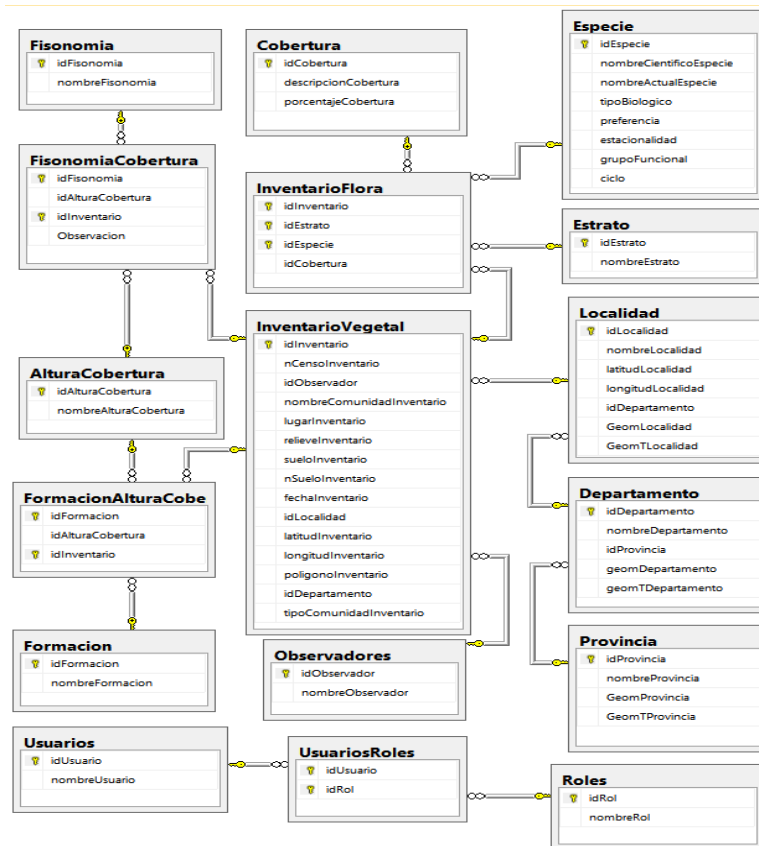 Fisonomia
idFisonomia
nombreFisonomia
Cobertura
idCobertura
descripcionCobertura
porcentajeCobertura
Especie
idEspecie
nombreCientificoEspecie
nombreActualEspecie
tipoBiologico
preferencia
estacionalidad
grupoFuncional
ciclo
FisonomiaCobertura
idFisonomia
idAlturaCobertura
idInventario
Observacion
InventarioFlora
idInventario
idEstrato
idEspecie
idCobertura
Estrato
idEstrato
nombreEstrato
InventarioVegetal
idInventario
nCensoInventario
idObservador
nombreComunidadInventario
lugarInventario
relieveInventario
sueloInventario
nSueloInventario
fechaInventario
idLocalidad
latitudInventario
longitudInventario
poligonoInventario
idDepartamento
tipoComunidadInventario
Localidad
idLocalidad
nombreLocalidad
latitudLocalidad
longitudLocalidad
idDepartamento
GeomLocalidad
GeomTLocalidad
AlturaCobertura
idAlturaCobertura
nombreAlturaCobertura
FormacionAlturaCobe
idFormacion
idAlturaCobertura
idInventario
Departamento
idDepartamento
nombreDepartamento
idProvincia
geomDepartamento
geomTDepartamento
Formacion
idFormacion
nombreFormacion
Observadores
idObservador
nombreObservador
Provincia
idProvincia
nombreProvincia
GeomProvincia
GeomTProvincia
Usuarios
idUsuario
nombreUsuario
UsuariosRoles
idUsuario
idRol
Roles
idRol
nombreRol